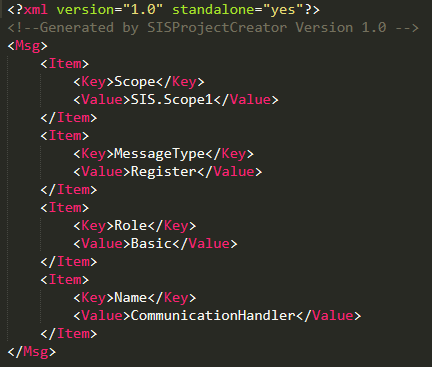 <?xml version="1.0" standalone="yes"?>
<!--Generated by SISProjectCreator Version 1.0 -->
<Msg>
    <Item>
        <Key>Scope</Key>
        <Value>SIS.Scope1</Value>
    </Item>
    <Item>
        <Key>MessageType</Key>
        <Value>Register</Value>
    </Item>
    <Item>
        <Key>Role</Key>
        <Value>Basic</Value>
    </Item>
    <Item>
        <Key>Name</Key>
        <Value>CommunicationHandler</Value>
    </Item>
</Msg>